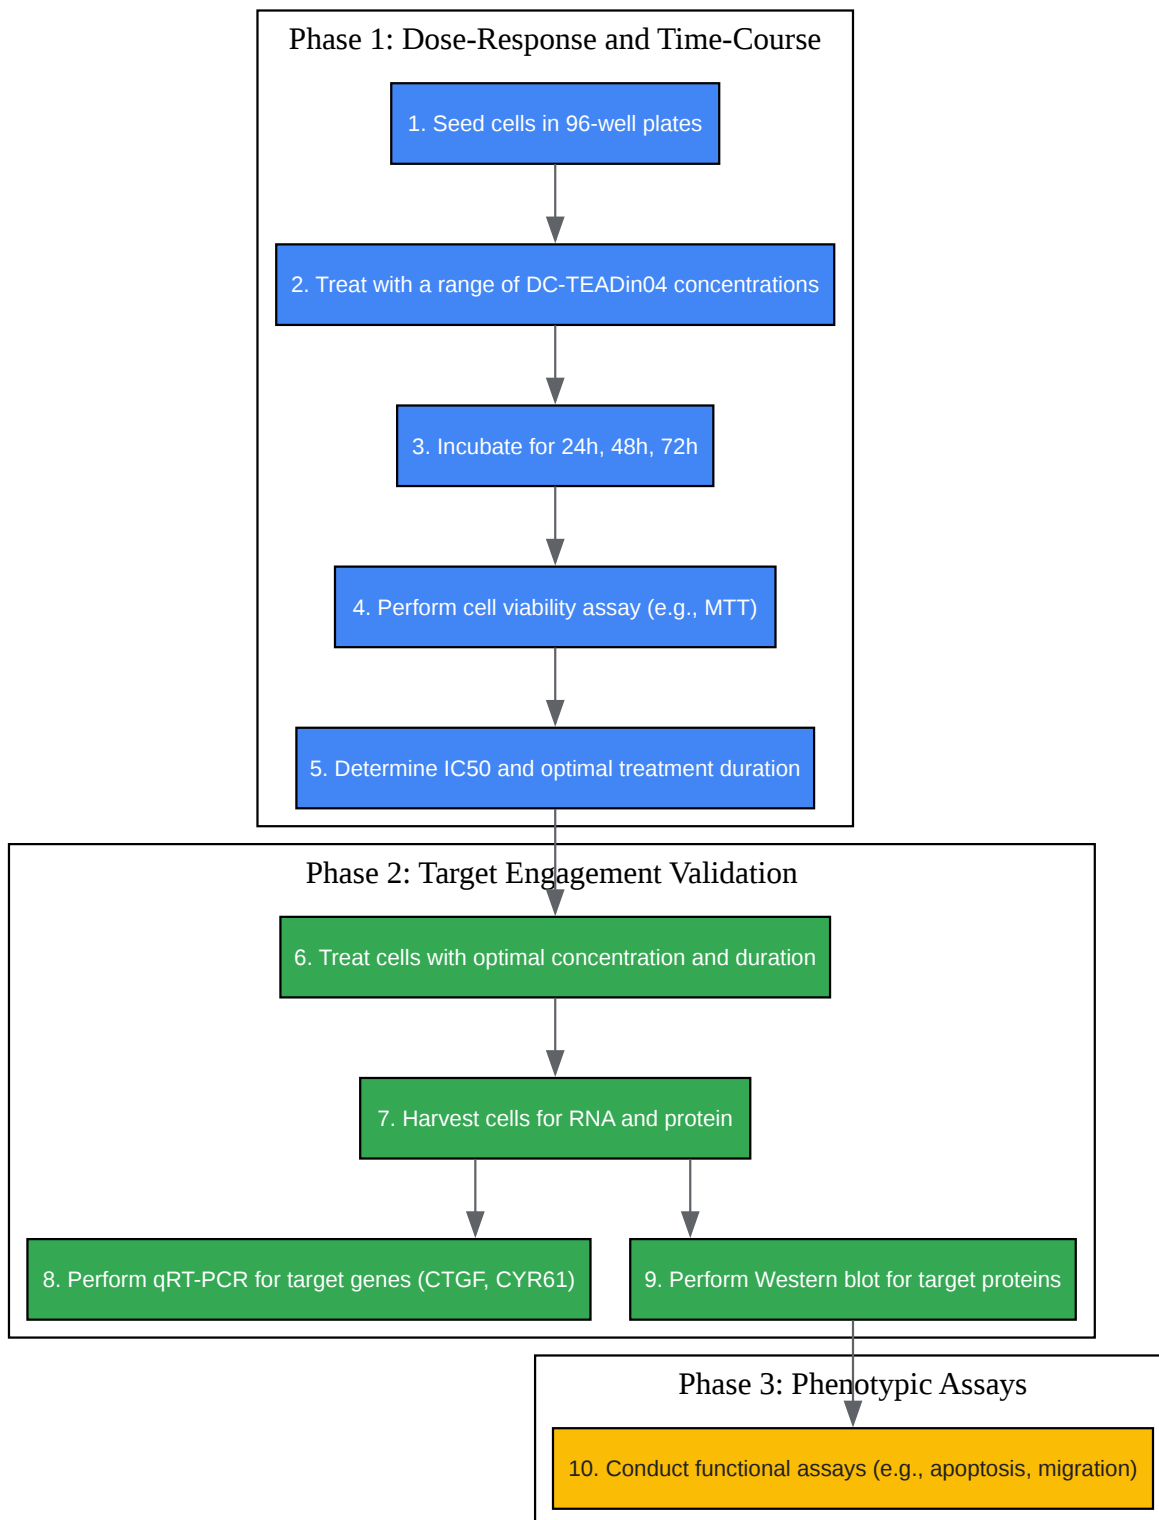 Phase 1: Dose-Response and Time-Course
1. Seed cells in 96-well plates
2. Treat with a range of DC-TEADin04 concentrations
3. Incubate for 24h, 48h, 72h
4. Perform cell viability assay (e.g., MTT)
5. Determine IC50 and optimal treatment duration
Phase 2: Target Engagement Validation
6. Treat cells with optimal concentration and duration
7. Harvest cells for RNA and protein
8. Perform qRT-PCR for target genes (CTGF, CYR61)
9. Perform Western blot for target proteins
Phase 3: Phenotypic Assays
10. Conduct functional assays (e.g., apoptosis, migration)